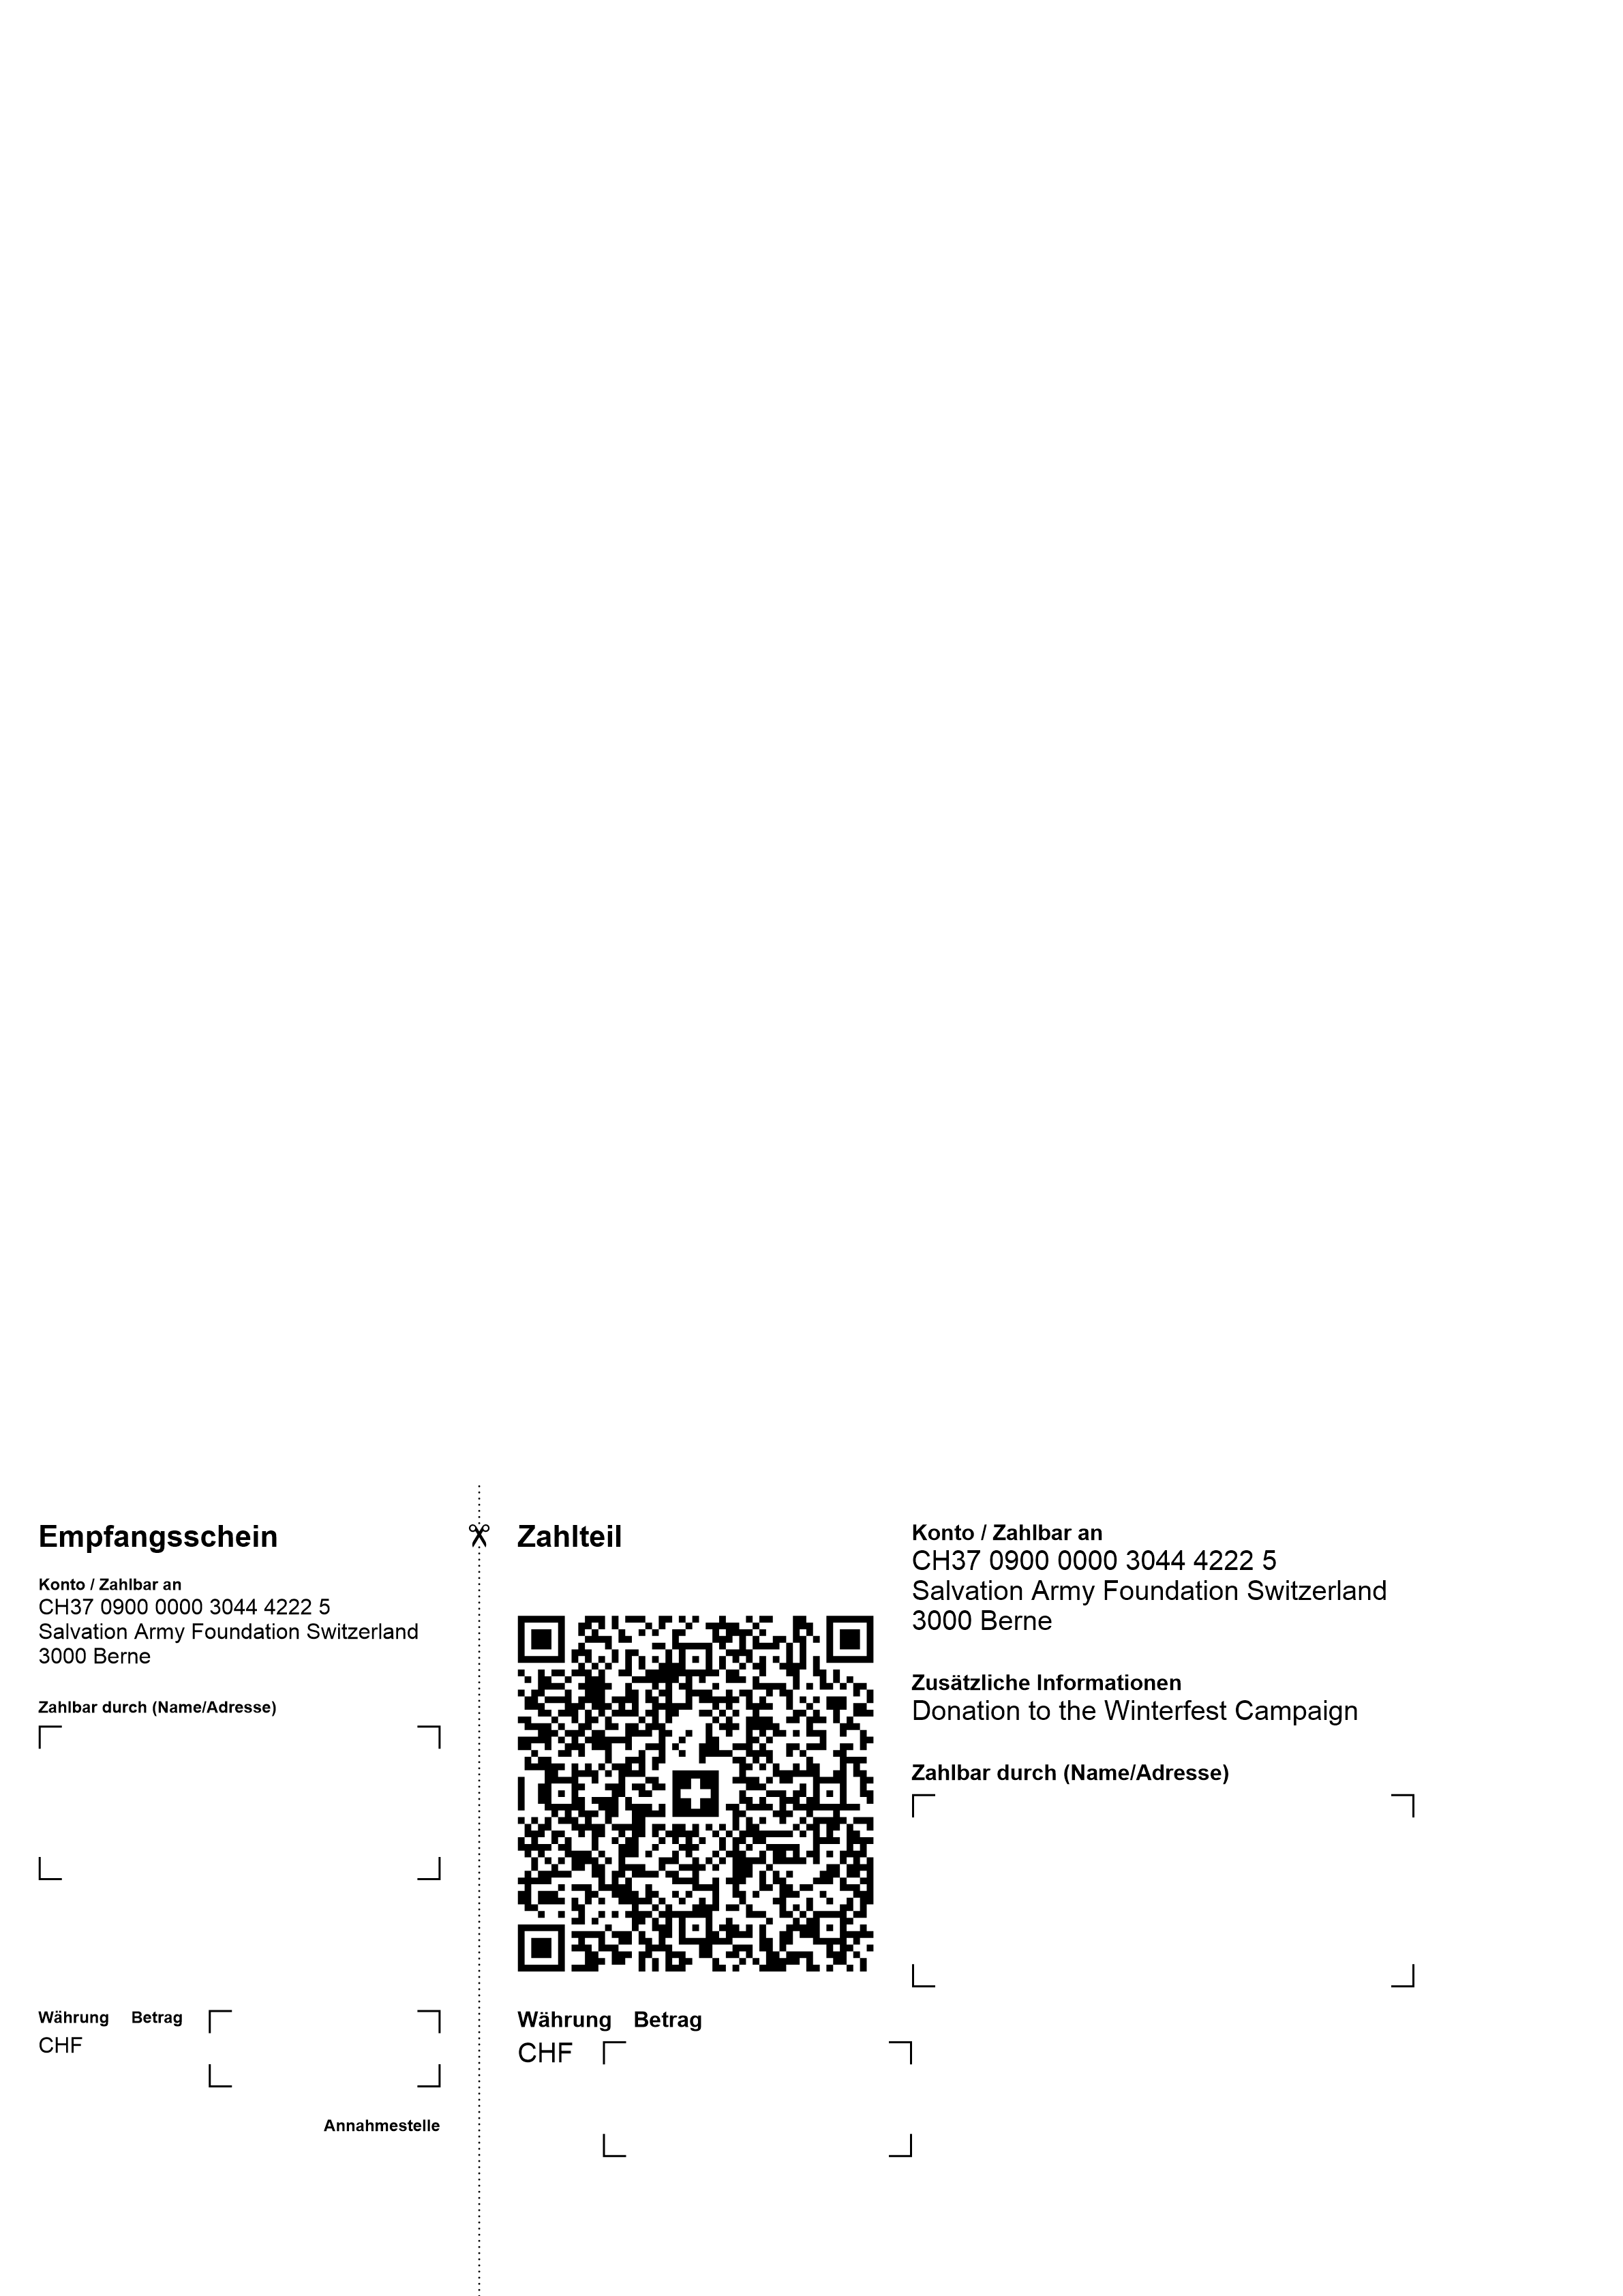 Empfangsschein
Konto / Zahlbar an
CH37 0900 0000 3044 4222 5
Salvation Army Foundation Switzerland
3000 Berne
Zahlbar durch (Name/Adresse)
Währung Betrag
CHF
Annahmestelle
Zahlteil
Währung Betrag
CHF
Konto / Zahlbar an
CH37 0900 0000 3044 4222 5
Salvation Army Foundation Switzerland
3000 Berne
Zusätzliche Informationen
Donation to the Winterfest Campaign
Zahlbar durch (Name/Adresse)